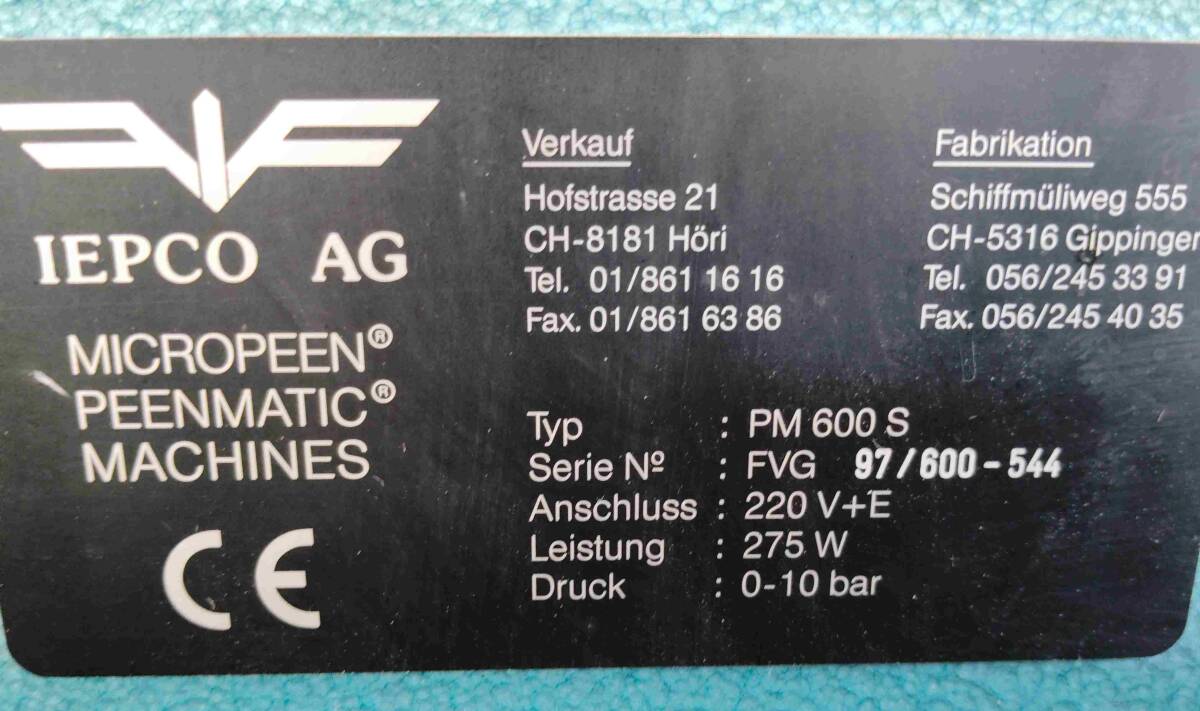 IEPCO AG
MICROPEEN®
PEENMATIC®
MACHINES
CE
Verkauf
Hofstrasse 21
CH-8181 Höri
Tel. 01/861 16 16
Fax. 01/861 63 86
Fabrikation
Schiffmüliweg 555
CH-5316 Gippinger
Tel. 056/245 33 91
Fax. 056/245 40 35
Typ : PM 600 S
Serie Nº : FVG 97/600-544
Anschluss : 220 V+E
Leistung : 275 W
Druck : 0-10 bar